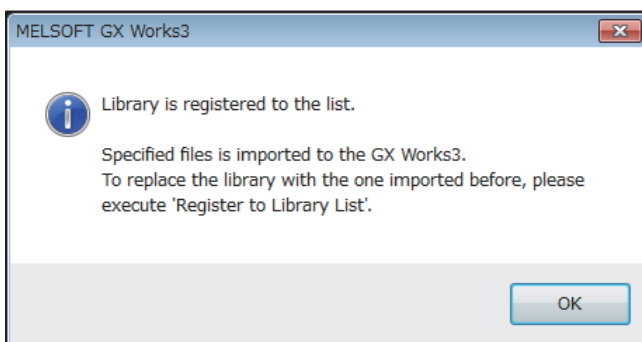 MELSOFT GX Works3
Library is registered to the list.
Specified files is imported to the GX Works3.
To replace the library with the one imported before, please
execute 'Register to Library List'.
OK